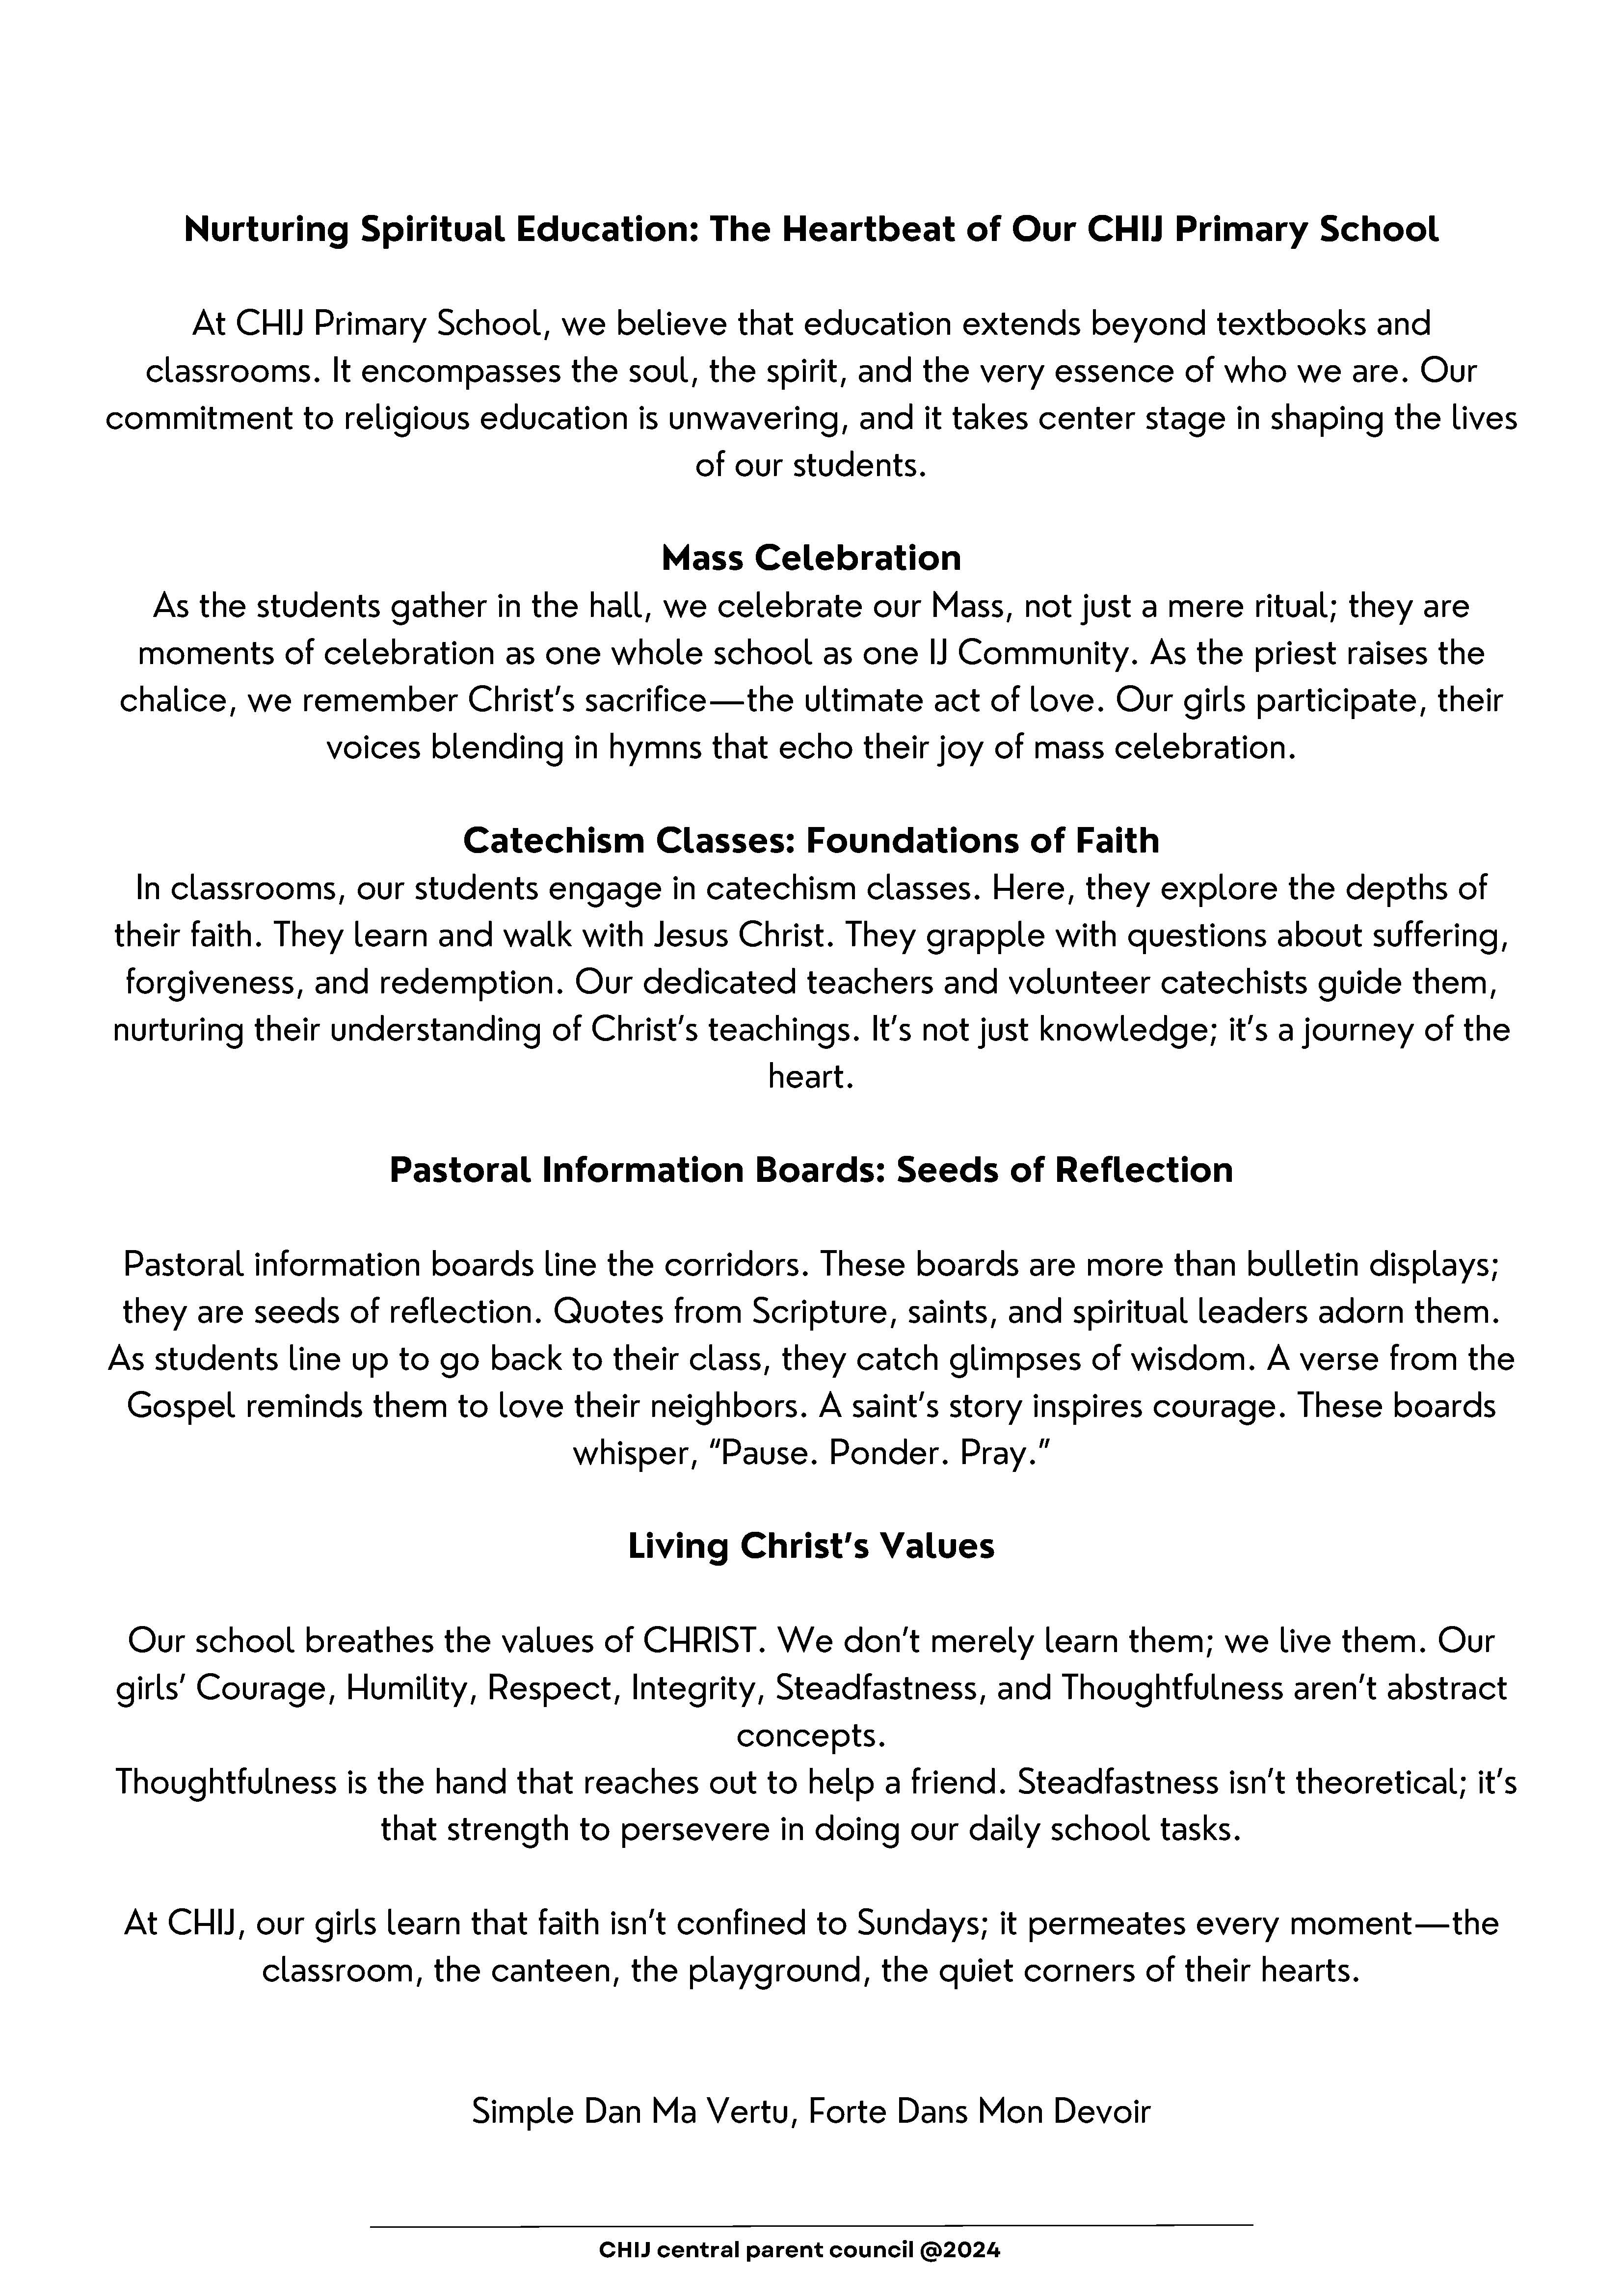 Nurturing Spiritual Education: The Heartbeat of Our CHIJ Primary School
At CHIJ Primary School, we believe that education extends beyond textbooks and
classrooms. It encompasses the soul, the spirit, and the very essence of who we are. Our
commitment to religious education is unwavering, and it takes center stage in shaping the lives
of our students.
Mass Celebration
As the students gather in the hall, we celebrate our Mass, not just a mere ritual; they are
moments of celebration as one whole school as one IJ Community. As the priest raises the
chalice, we remember Christ’s sacrifice—the ultimate act of love. Our girls participate, their
voices blending in hymns that echo their joy of mass celebration.
Catechism Classes: Foundations of Faith
In classrooms, our students engage in catechism classes. Here, they explore the depths of
their faith. They learn and walk with Jesus Christ. They grapple with questions about suffering,
forgiveness, and redemption. Our dedicated teachers and volunteer catechists guide them,
nurturing their understanding of Christ’s teachings. It’s not just knowledge; it’s a journey of the
heart.
Pastoral Information Boards: Seeds of Reflection
Pastoral information boards line the corridors. These boards are more than bulletin displays;
they are seeds of reflection. Quotes from Scripture, saints, and spiritual leaders adorn them.
As students line up to go back to their class, they catch glimpses of wisdom. A verse from the
Gospel reminds them to love their neighbors. A saint’s story inspires courage. These boards
whisper, “Pause. Ponder. Pray.”
Living Christ’s Values
Our school breathes the values of CHRIST. We don’t merely learn them; we live them. Our
girls’ Courage, Humility, Respect, Integrity, Steadfastness, and Thoughtfulness aren’t abstract
concepts.
Thoughtfulness is the hand that reaches out to help a friend. Steadfastness isn’t theoretical; it’s
that strength to persevere in doing our daily school tasks.
At CHIJ, our girls learn that faith isn’t confined to Sundays; it permeates every moment—the
classroom, the canteen, the playground, the quiet corners of their hearts.
Simple Dan Ma Vertu, Forte Dans Mon Devoir
CHIJ central parent council @2024